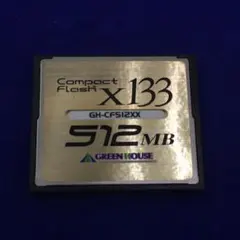 Compact
Flash x133
GH-CF512XX
512MB
GREEN HOUSE